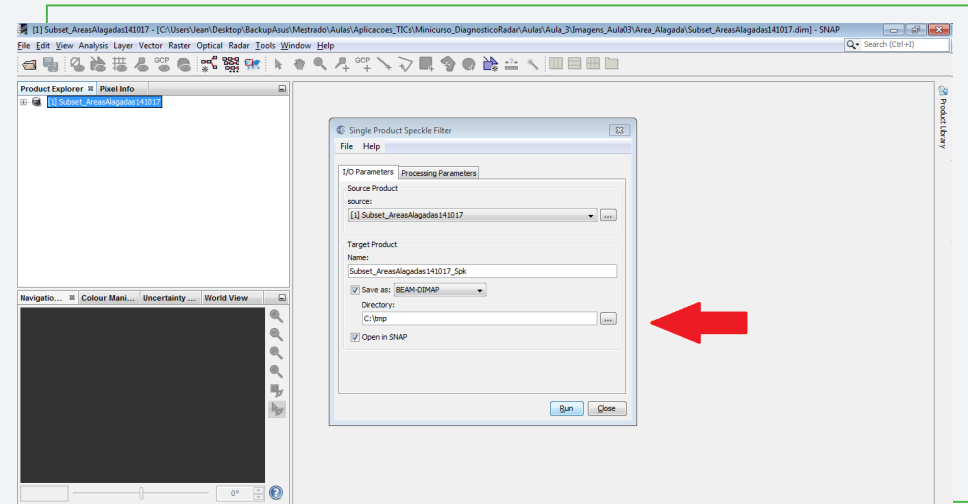 [1] Subset_AreasAlagadas141017 - [C:\Users\Jean\Desktop\BackupAsus\Mestrado\Aulas\Aplicacoes_TICs\Minicurso_DiagnosticoRadar\Aulas\Aula_3\Imagens_Aula03\Area_Alagada\Subset_AreasAlagadas141017.dim] - SNAP
File Edit View Analysis Layer Vector Raster Optical Radar Tools Window Help
Search (Ctrl+I)
GCP GCP
Product Explorer Pixel Info
[1] Subset_AreasAlagadas141017
Product Library
Single Product Speckle Filter
File Help
I/O Parameters Processing Parameters
Source Product
source:
[1] Subset_AreasAlagadas141017
...
Target Product
Name:
Subset_AreasAlagadas141017_Spk
Save as: BEAM-DIMAP
Directory:
C:\tmp
...
Open in SNAP
Run Close
Navigatio... Colour Mani... Uncertainty ... World View
0°
?